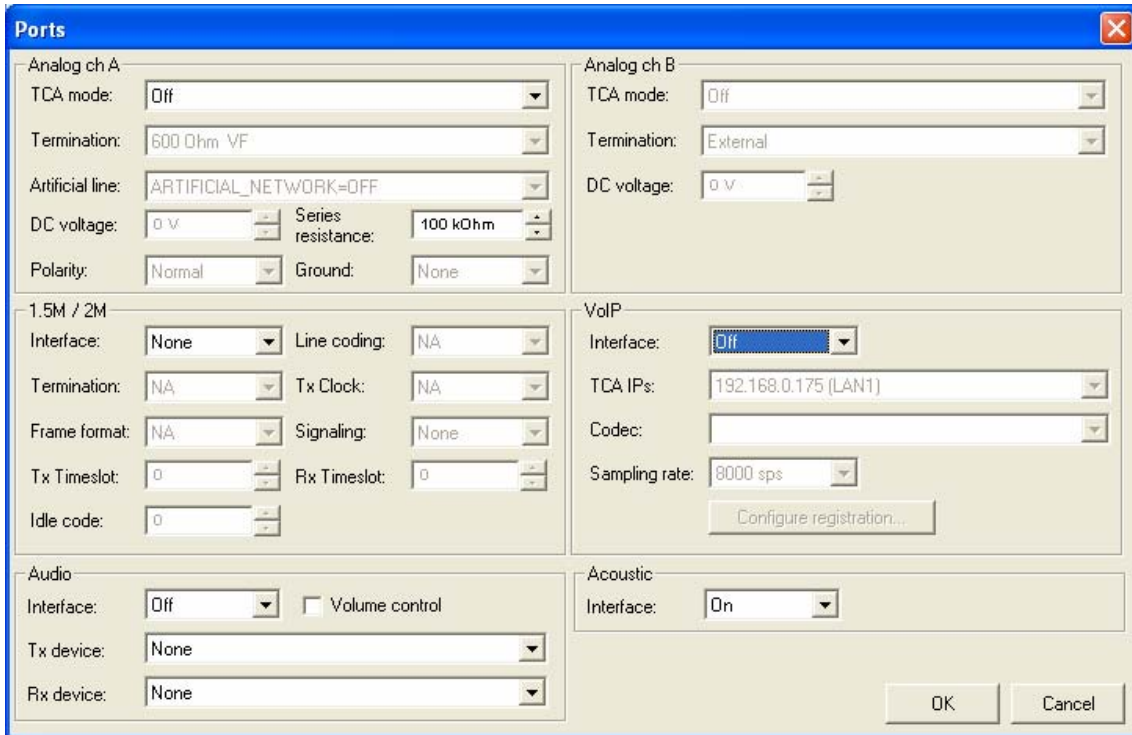 Ports
Analog ch A
TCA mode: Off
Termination: 600 Ohm VF
Artificial line: ARTIFICIAL_NETWORK=OFF
DC voltage: 0 V Series resistance: 100 kOhm
Polarity: Normal Ground: None
Analog ch B
TCA mode: Off
Termination: External
DC voltage: 0 V
1.5M / 2M
Interface: None Line coding: NA
Termination: NA Tx Clock: NA
Frame format: NA Signaling: None
Tx Timeslot: 0 Rx Timeslot: 0
Idle code: 0
VoIP
Interface: Off
TCA IPs: 192.168.0.175 (LAN1)
Codec:
Sampling rate: 8000 sps
Configure registration...
Audio
Interface: Off Volume control
Tx device: None
Rx device: None
Acoustic
Interface: On
OK Cancel